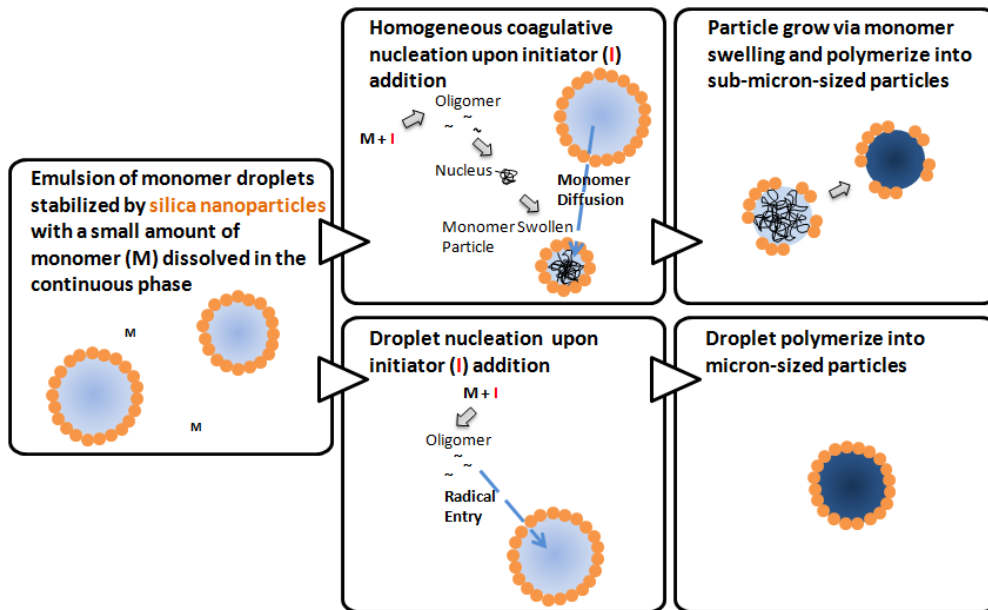 Emulsion of monomer droplets
stabilized by silica nanoparticles
with a small amount of
monomer (M) dissolved in the
continuous phase
M
M
Homogeneous coagulative
nucleation upon initiator (I)
addition
Oligomer
~
~ ~
M + I
Nucleus
Monomer
Diffusion
Monomer Swollen
Particle
Particle grow via monomer
swelling and polymerize into
sub-micron-sized particles
Droplet nucleation upon
initiator (I) addition
M + I
Oligomer
~
~ ~
Radical
Entry
Droplet polymerize into
micron-sized particles